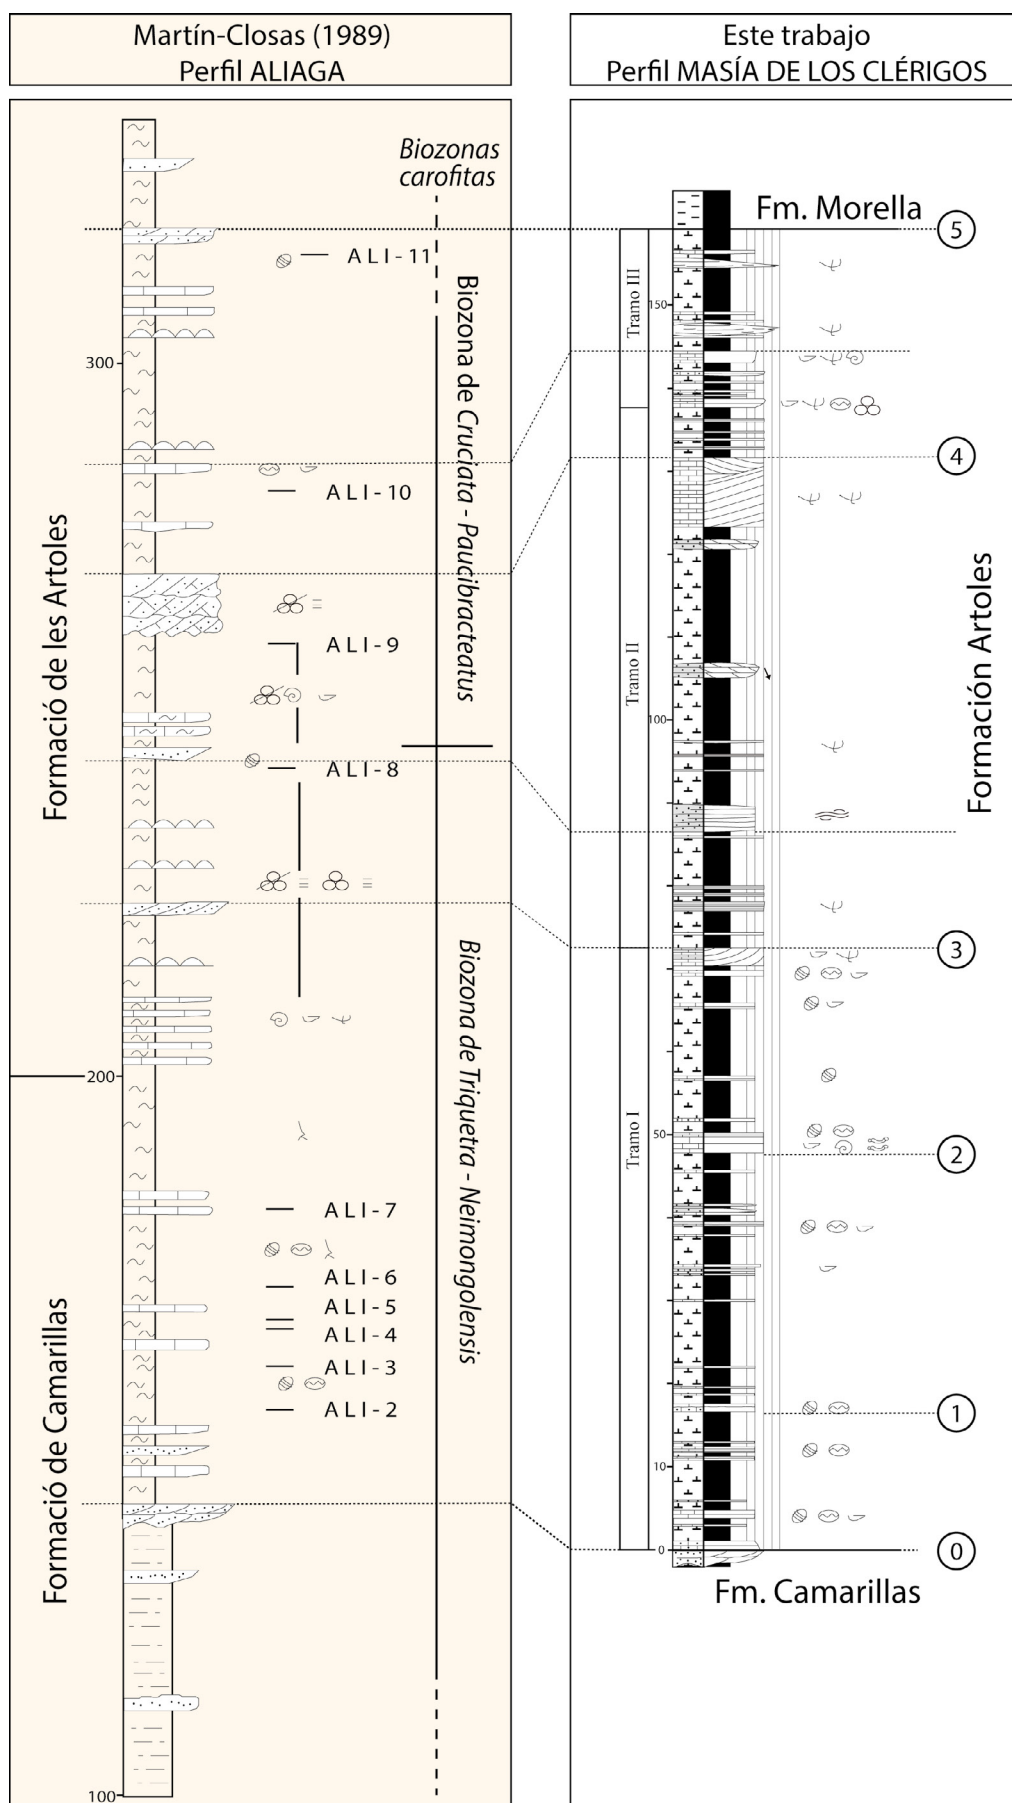 Martín-Closas (1989)
Perfil ALIAGA
Biozonas
carofitas
ALI-11
300
ALI-10
ALI-9
ALI-8
200
ALI-7
ALI-6
ALI-5
ALI-4
ALI-3
ALI-2
100
Formació de les Artoles
Formació de Camarillas
Biozona de Cruciata - Paucibracteatus
Biozona de Triquetra - Neimongolensis
Este trabajo
Perfil MASÍA DE LOS CLÉRIGOS
Fm. Morella
5
150
4
100
3
50
2
1
10
0
0
Fm. Camarillas
Tramo III
Tramo II
Tramo I
Formación Artoles